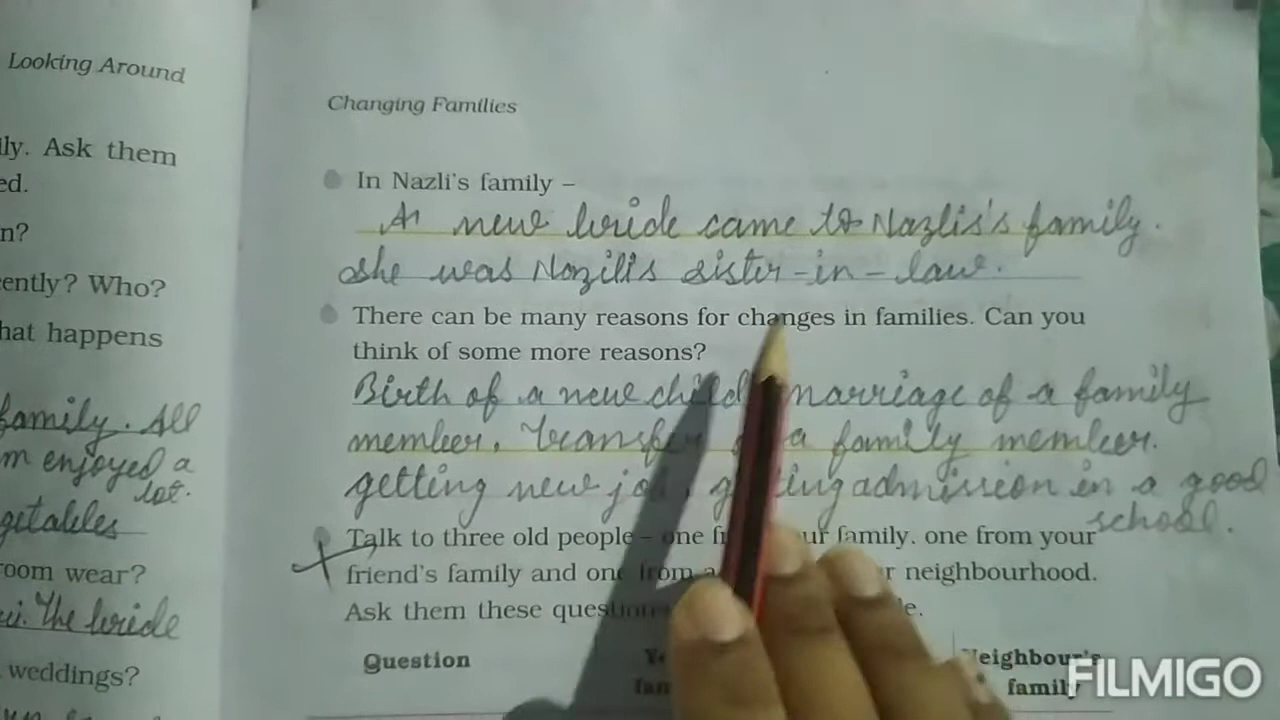 Looking Around
lly. Ask them
ed.
n?
ently? Who?
hat happens
family. All
m enjoyed a
lot.
getables
room wear?
The bride
weddings?
Changing Families
In Nazli's family –
A new bride came to Nazlis's family.
she was Nazili's sister-in-law.
There can be many reasons for changes in families. Can you
think of some more reasons?
Birth of a new child marriage of a family
member. Transfer a family member.
getting new job, getting admission in a good
school.
Talk to three old people – one from your family, one from your
friend's family and one from a neighbourhood.
Ask them these question
Question
Neighbour's
family
FILMIGO